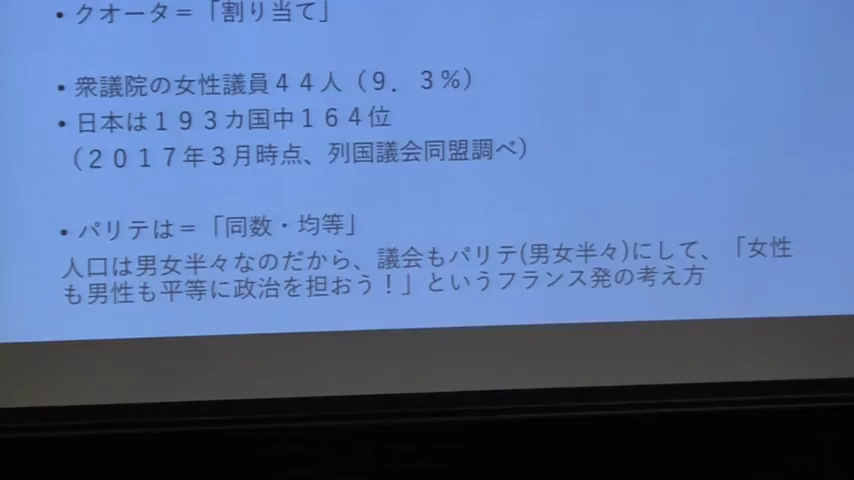 ・クオータ＝「割り当て」
・衆議院の女性議員４４人（９．３％）
・日本は１９３カ国中１６４位
（２０１７年３月時点、列国議会同盟調べ）
・パリテは＝「同数・均等」
人口は男女半々なのだから、議会もパリテ(男女半々)にして、「女性
も男性も平等に政治を担おう！」というフランス発の考え方